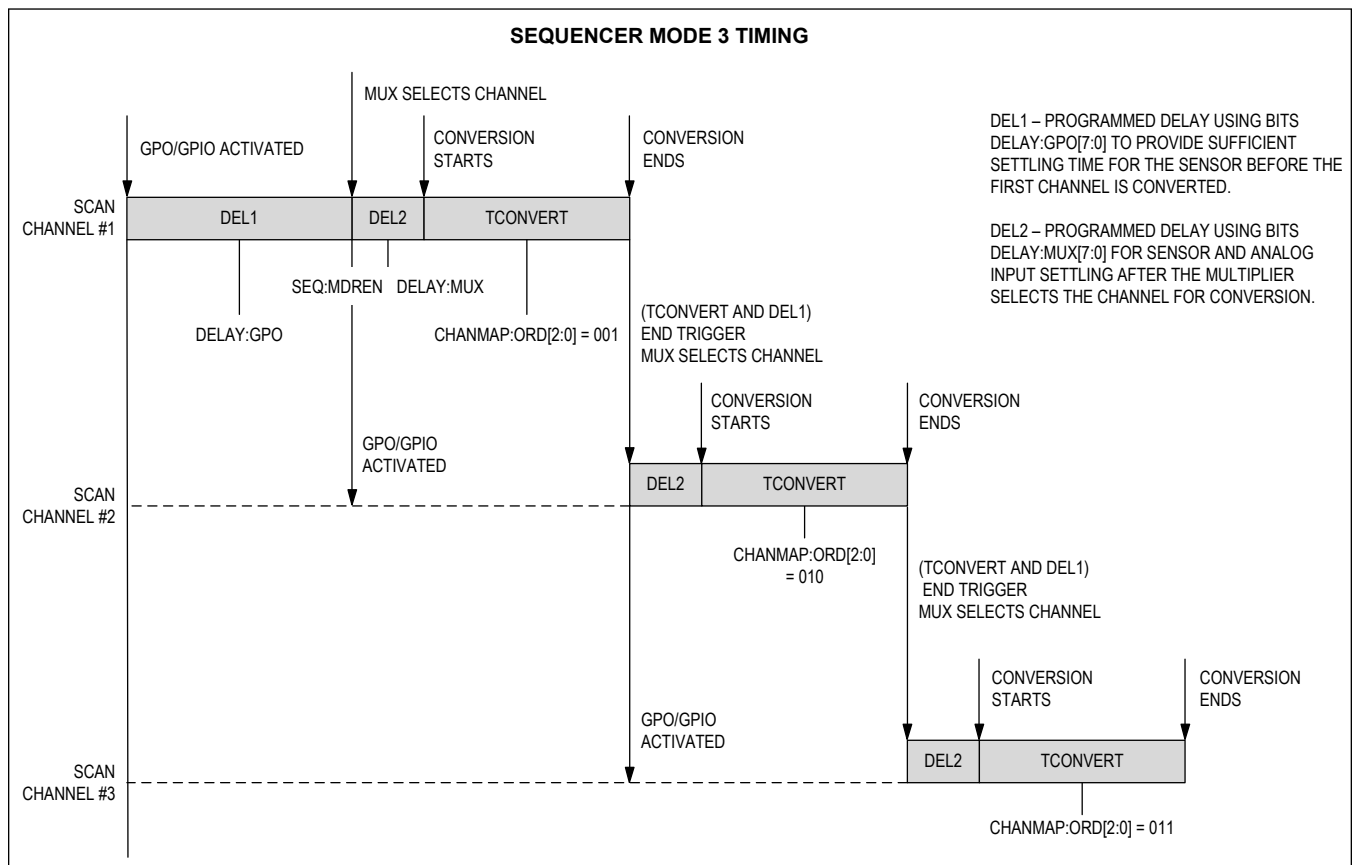 SEQUENCER MODE 3 TIMING
MUX SELECTS CHANNEL
GPO/GPIO ACTIVATED
CONVERSION
STARTS
CONVERSION
ENDS
DEL1 – PROGRAMMED DELAY USING BITS
DELAY:GPO[7:0] TO PROVIDE SUFFICIENT
SETTLING TIME FOR THE SENSOR BEFORE THE
FIRST CHANNEL IS CONVERTED.
DEL2 – PROGRAMMED DELAY USING BITS
DELAY:MUX[7:0] FOR SENSOR AND ANALOG
INPUT SETTLING AFTER THE MULTIPLIER
SELECTS THE CHANNEL FOR CONVERSION.
SCAN
CHANNEL #1
DEL1
DEL2
TCONVERT
SEQ:MDREN
DELAY:MUX
DELAY:GPO
CHANMAP:ORD[2:0] = 001
(TCONVERT AND DEL1)
END TRIGGER
MUX SELECTS CHANNEL
CONVERSION
STARTS
CONVERSION
ENDS
GPO/GPIO
ACTIVATED
SCAN
CHANNEL #2
DEL2
TCONVERT
CHANMAP:ORD[2:0]
= 010
(TCONVERT AND DEL1)
END TRIGGER
MUX SELECTS CHANNEL
CONVERSION
STARTS
CONVERSION
ENDS
GPO/GPIO
ACTIVATED
SCAN
CHANNEL #3
DEL2
TCONVERT
CHANMAP:ORD[2:0] = 011